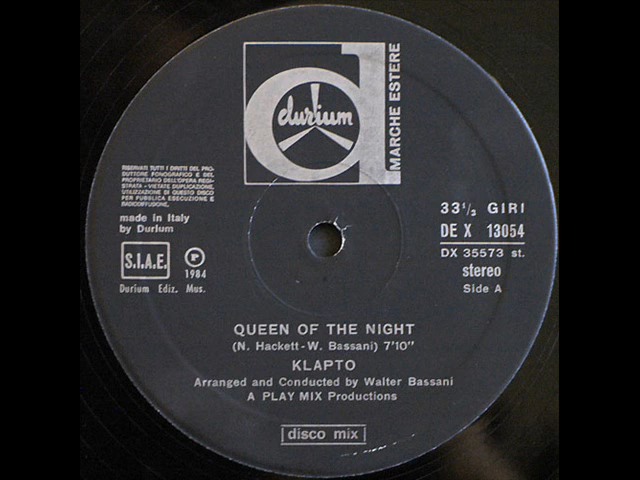 durium
MARCHE ESTERE
RISERVATI TUTTI I DIRITTI DEL PRO-
DUTTORE FONOGRAFICO E DEL
PROPRIETARIO DELL'OPERA REGI-
STRATA - VIETATE DUPLICAZIONE,
UTILIZZAZIONE DI QUESTO DISCO
PER PUBBLICA ESECUZIONE E
RADIODIFFUSIONE.
made in Italy
by Durium
S.I.A.E.
P
1984
Durium Ediz. Mus.
33 1/3 GIRI
DE X 13054
DX 35573 st.
stereo
Side A
QUEEN OF THE NIGHT
(N. Hackett - W. Bassani) 7'10"
KLAPTO
Arranged and Conducted by Walter Bassani
A PLAY MIX Productions
disco mix